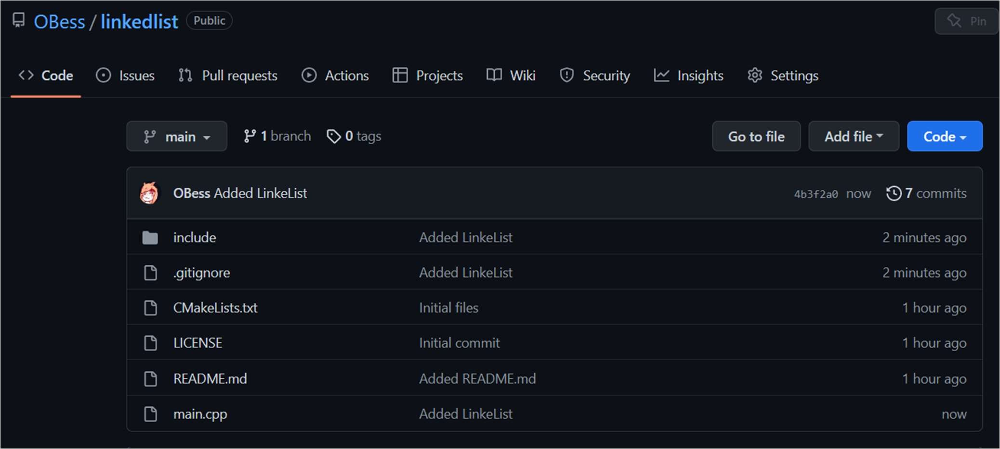 OBess / linkedlist Public Pin
Code Issues Pull requests Actions Projects Wiki Security Insights Settings
main 1 branch 0 tags Go to file Add file Code
OBess Added LinkeList 4b3f2a0 now 7 commits
include Added LinkeList 2 minutes ago
.gitignore Added LinkeList 2 minutes ago
CMakeLists.txt Initial files 1 hour ago
LICENSE Initial commit 1 hour ago
README.md Added README.md 1 hour ago
main.cpp Added LinkeList now